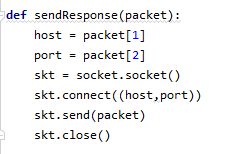 def sendResponse(packet):
    host = packet[1]
    port = packet[2]
    skt = socket.socket()
    skt.connect((host,port))
    skt.send(packet)
    skt.close()